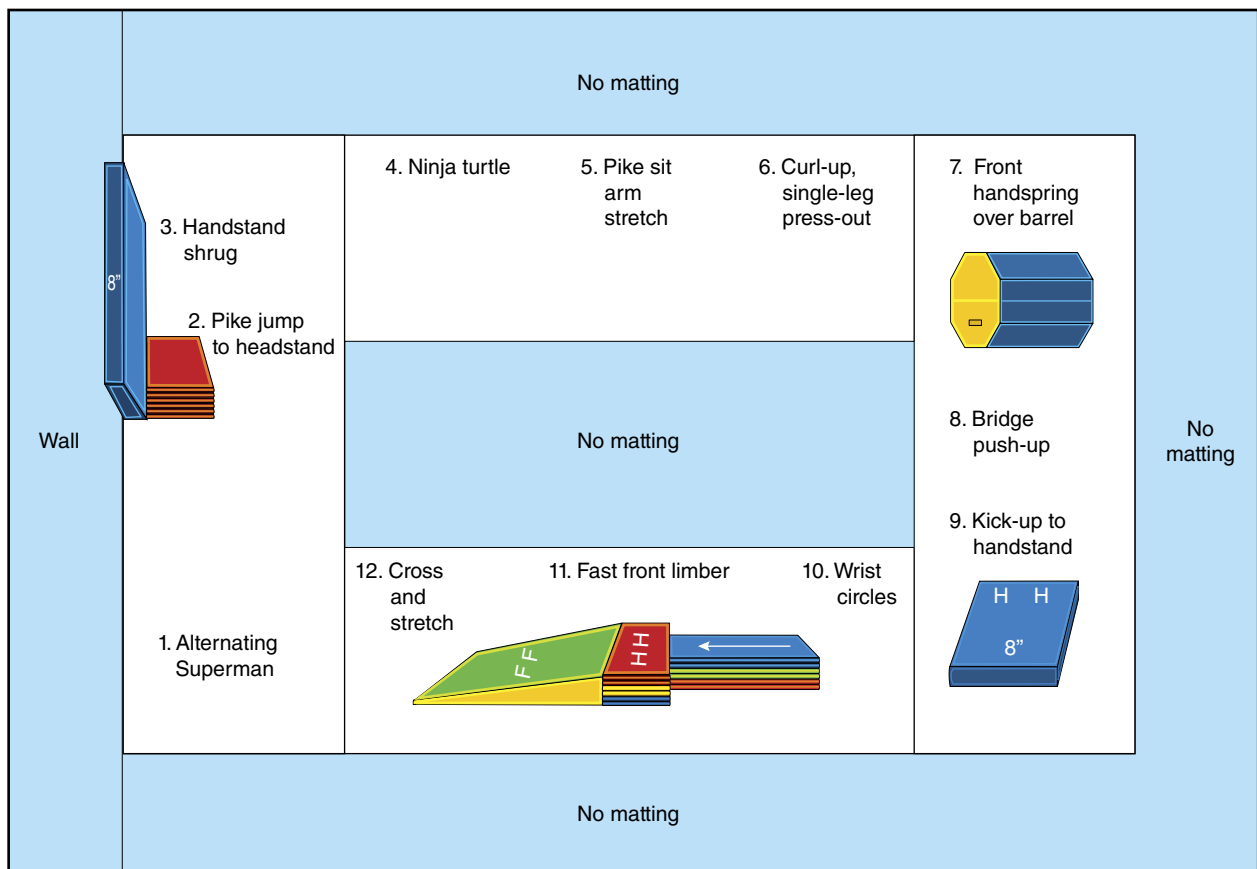 No matting
4. Ninja turtle
5. Pike sit
arm
stretch
6. Curl-up,
single-leg
press-out
7. Front
handspring
over barrel
3. Handstand
shrug
8"
2. Pike jump
to headstand
Wall
No matting
8. Bridge
push-up
No
matting
9. Kick-up to
handstand
H H
8"
12. Cross
and
stretch
11. Fast front limber
10. Wrist
circles
1. Alternating
Superman
F F
H H
No matting